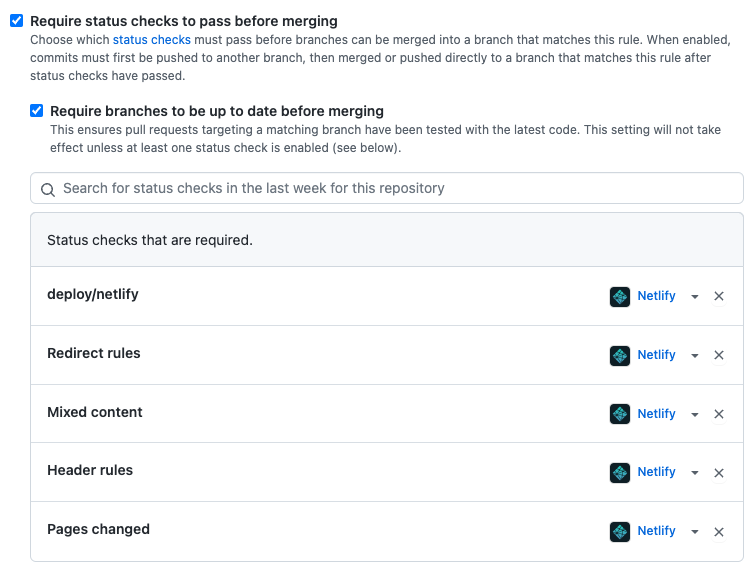 Require status checks to pass before merging
Choose which status checks must pass before branches can be merged into a branch that matches this rule. When enabled,
commits must first be pushed to another branch, then merged or pushed directly to a branch that matches this rule after
status checks have passed.
Require branches to be up to date before merging
This ensures pull requests targeting a matching branch have been tested with the latest code. This setting will not take
effect unless at least one status check is enabled (see below).
Search for status checks in the last week for this repository
Status checks that are required.
deploy/netlify Netlify
Redirect rules Netlify
Mixed content Netlify
Header rules Netlify
Pages changed Netlify